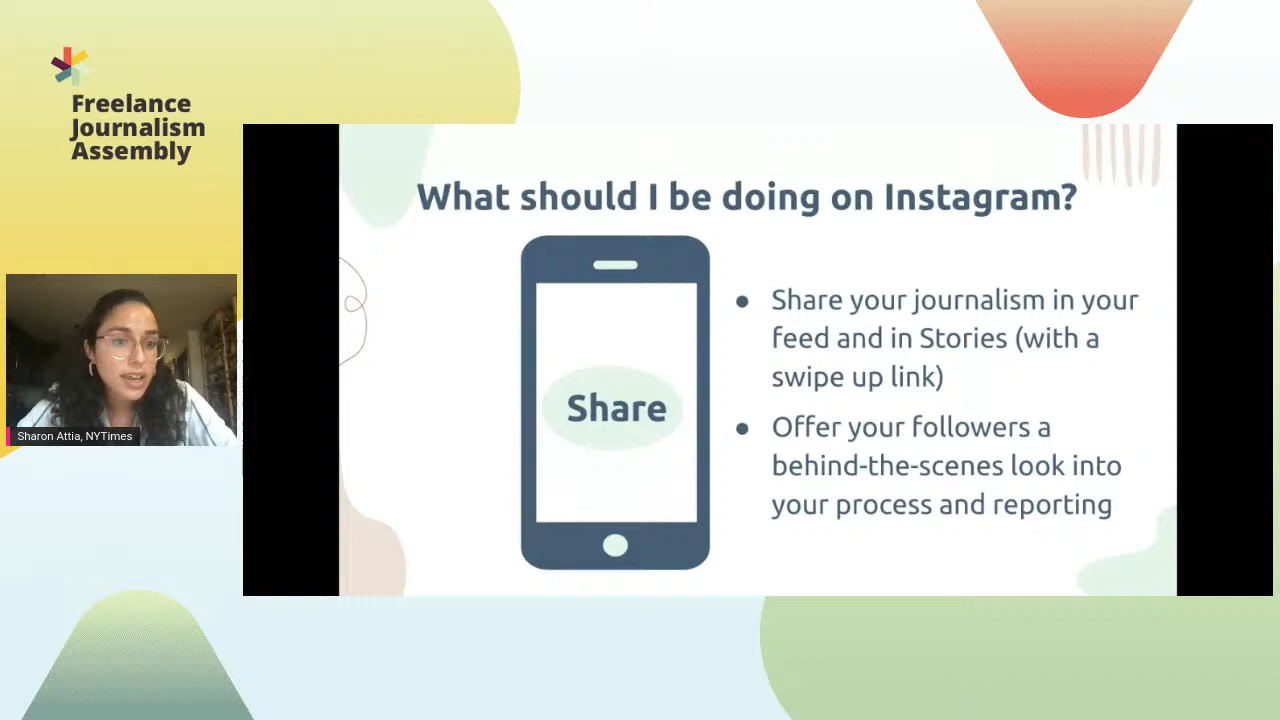 Freelance
Journalism
Assembly
What should I be doing on Instagram?
Share
● Share your journalism in your
feed and in Stories (with a
swipe up link)
● Offer your followers a
behind-the-scenes look into
your process and reporting
Sharon Attia, NYTimes